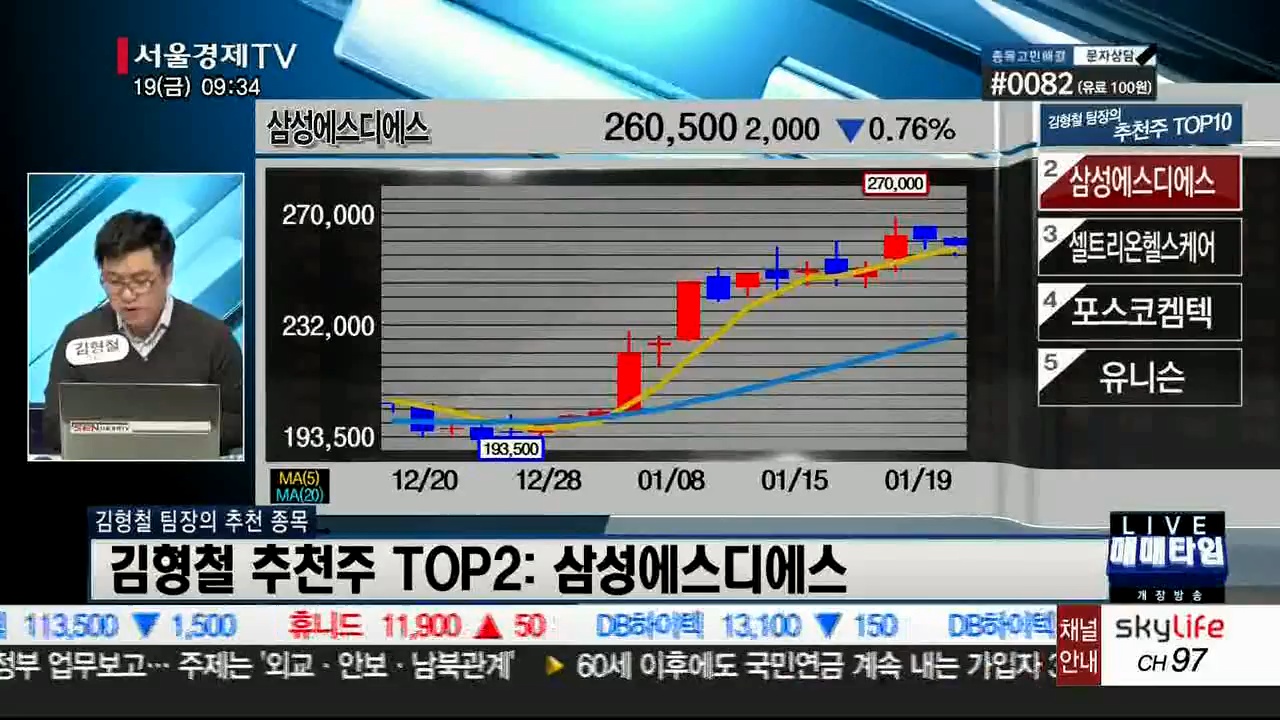 서울경제TV
19(금) 09:34
종목고민해결 문자상담
#0082 (유료 100원)
삼성에스디에스 260,500 2,000 ▼0.76%
김형철 팀장의
추천주 TOP10
2 삼성에스디에스
3 셀트리온헬스케어
4 포스코켐텍
5 유니슨
270,000
270,000
232,000
193,500
193,500
MA(5)
MA(20)
12/20 12/28 01/08 01/15 01/19
김형철
SEN
김형철 팀장의 추천 종목
김형철 추천주 TOP2: 삼성에스디에스
LIVE
매매타임
개장방송
113,500 ▼ 1,500 휴니드 11,900 ▲ 50 DB하이텍 13,100 ▼ 150 DB하이텍
정부 업무보고… 주제는 '외교·안보·남북관계' ▶ 60세 이후에도 국민연금 계속 내는 가입자
채널
안내
skylife
CH 97